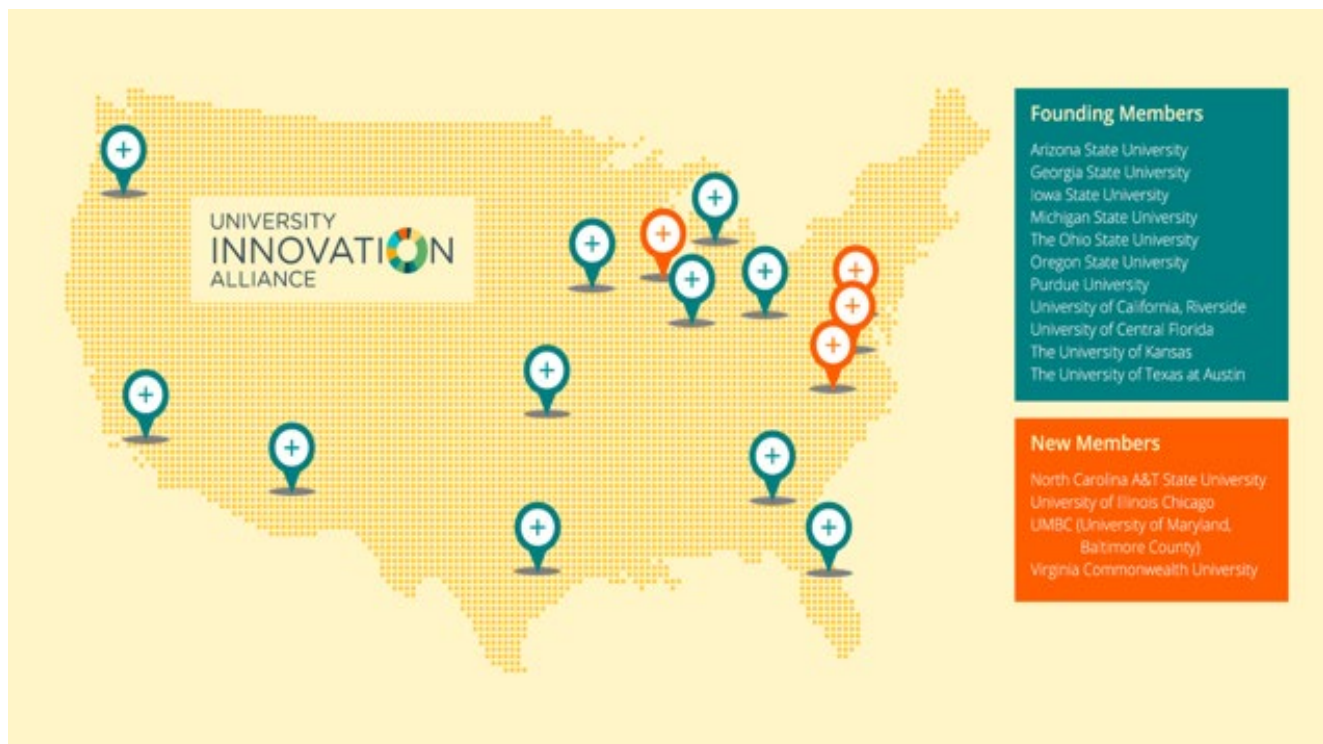 UNIVERSITY
INNOVATION
ALLIANCE
Founding Members
Arizona State University
Georgia State University
Iowa State University
Michigan State University
The Ohio State University
Oregon State University
Purdue University
University of California, Riverside
University of Central Florida
The University of Kansas
The University of Texas at Austin
New Members
North Carolina A&T State University
University of Illinois Chicago
UMBC (University of Maryland,
Baltimore County)
Virginia Commonwealth University